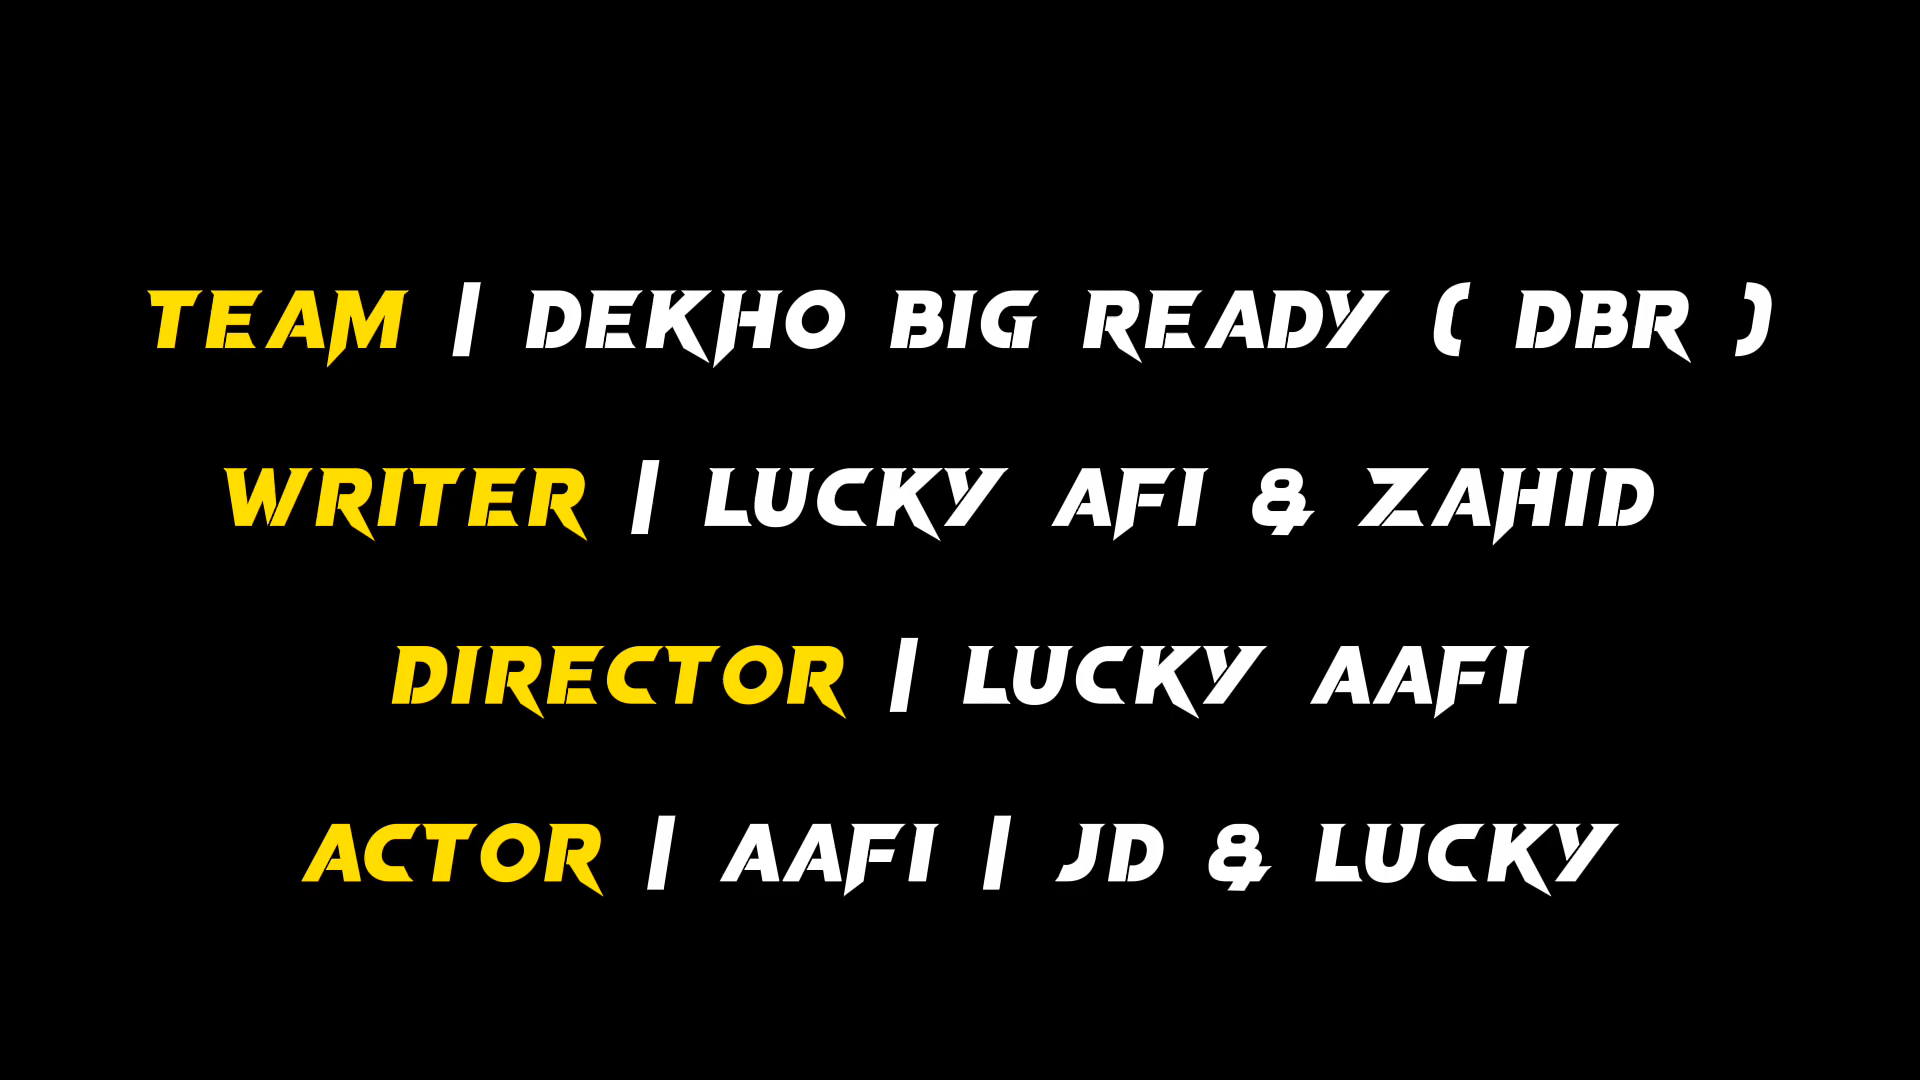 TEAM | DEKHO BIG READY ( DBR )
WRITER | LUCKY AFI & ZAHID
DIRECTOR | LUCKY AAFI
ACTOR | AAFI | JD & LUCKY